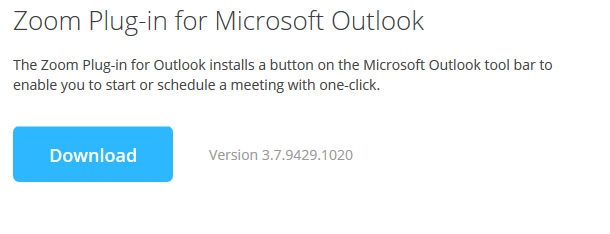 Zoom Plug-in for Microsoft Outlook
The Zoom Plug-in for Outlook installs a button on the Microsoft Outlook tool bar to
enable you to start or schedule a meeting with one-click.
Download
Version 3.7.9429.1020